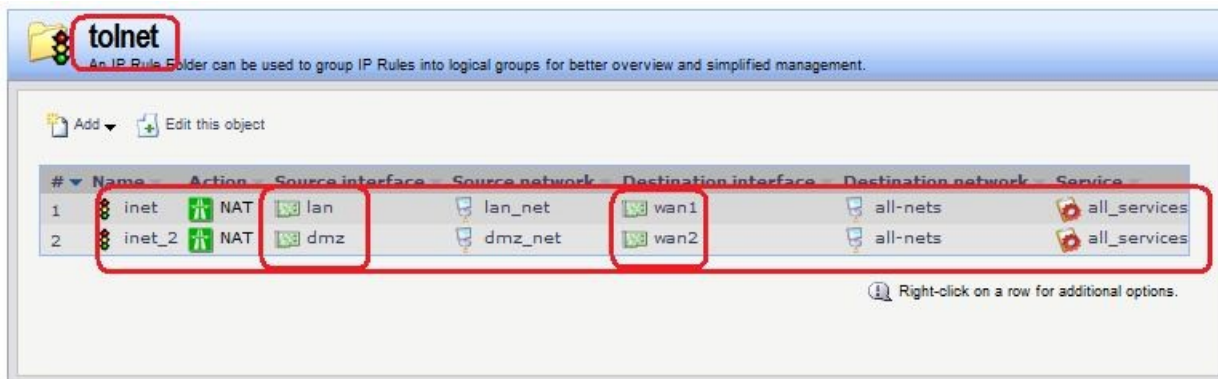 tolnet
An IP Rule Folder can be used to group IP Rules into logical groups for better overview and simplified management.
Add Edit this object
# Name Action Source interface Source network Destination interface Destination network Service
1 inet NAT lan lan_net wan1 all-nets all_services
2 inet_2 NAT dmz dmz_net wan2 all-nets all_services
Right-click on a row for additional options.